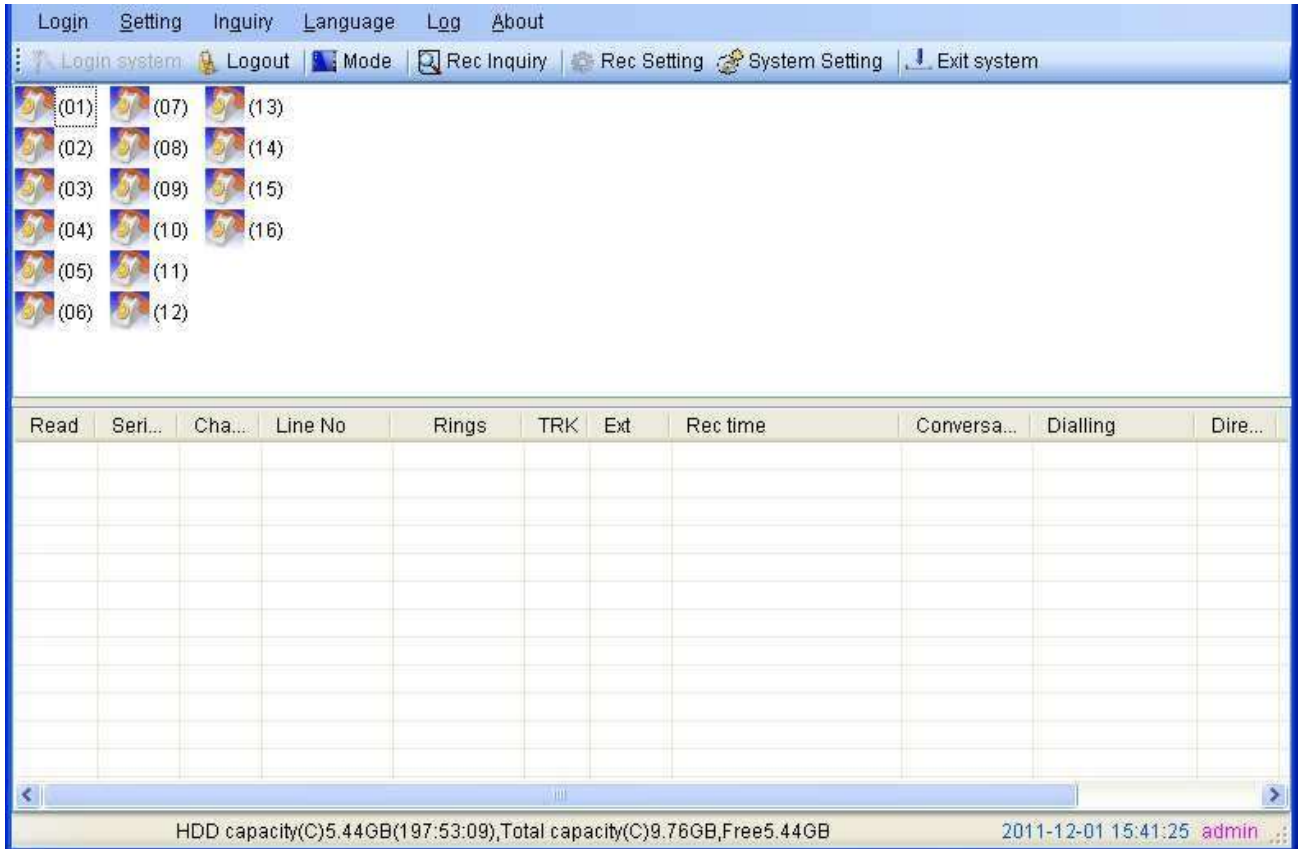 Login Setting Inquiry Language Log About
Login system Logout Mode Rec Inquiry Rec Setting System Setting Exit system
(01) (07) (13)
(02) (08) (14)
(03) (09) (15)
(04) (10) (16)
(05) (11)
(06) (12)
Read Seri... Cha... Line No Rings TRK Ext Rec time Conversa... Dialling Dire...
HDD capacity(C)5.44GB(197:53:09),Total capacity(C)9.76GB,Free5.44GB 2011-12-01 15:41:25 admin